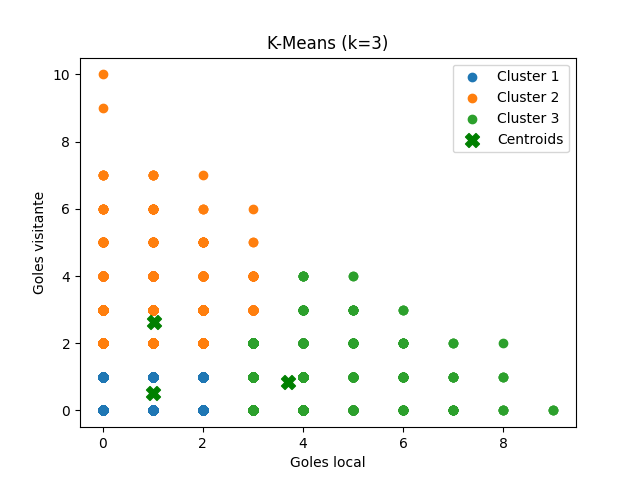 K-Means (k=3)
Cluster 1
Cluster 2
Cluster 3
Centroids
10
8
6
4
2
0
Goles visitante
0
2
4
6
8
Goles local